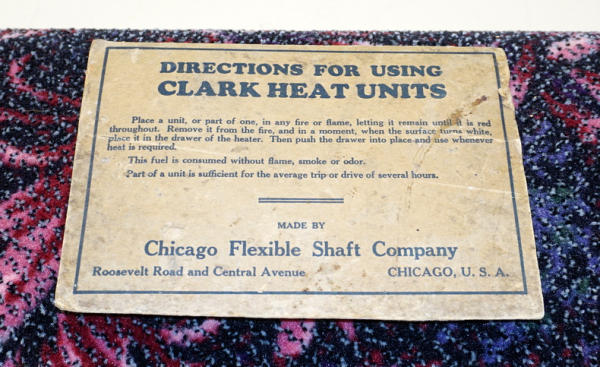 DIRECTIONS FOR USING
CLARK HEAT UNITS
Place a unit, or part of one, in any fire or flame, letting it remain until it is red
throughout. Remove it from the fire, and in a moment, when the surface turns white,
place it in the drawer of the heater. Then push the drawer into place and use whenever
heat is required.
This fuel is consumed without flame, smoke or odor.
Part of a unit is sufficient for the average trip or drive of several hours.
MADE BY
Chicago Flexible Shaft Company
Roosevelt Road and Central Avenue CHICAGO, U. S. A.